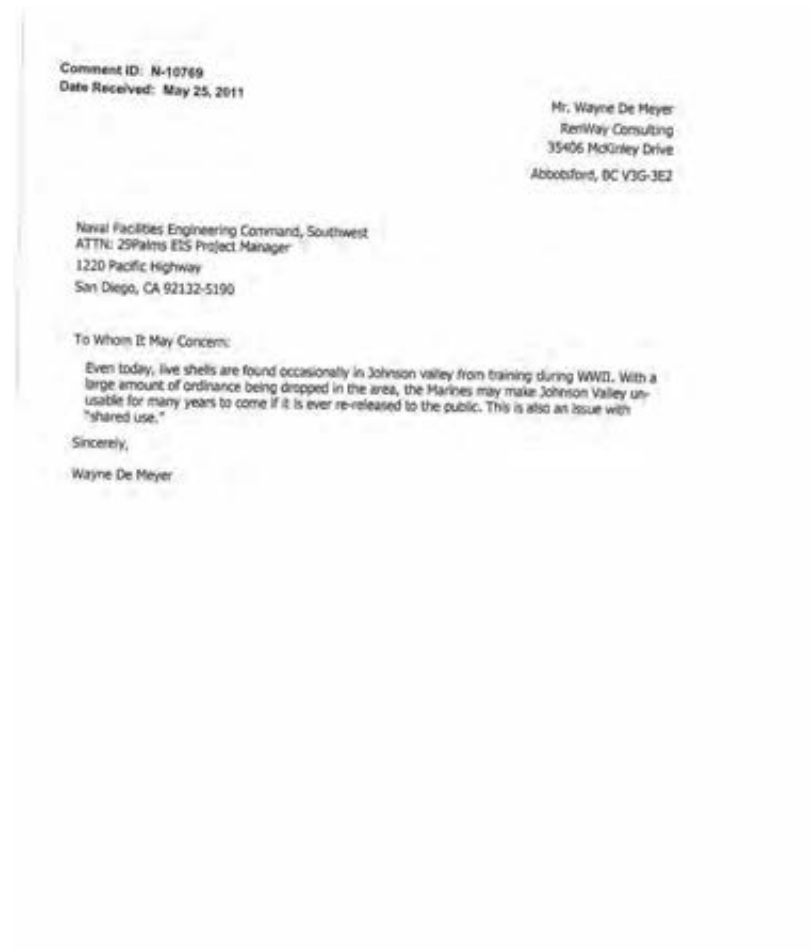 Comment ID: N-10769
Date Received: May 25, 2011
Mr. Wayne De Meyer
RenWay Consulting
35406 McKinley Drive
Abbotsford, BC V3G-3E2
Naval Facilities Engineering Command, Southwest
ATTN: 29Palms EIS Project Manager
1220 Pacific Highway
San Diego, CA 92132-5190
To Whom It May Concern:
Even today, live shells are found occasionally in Johnson valley from training during WWII. With a
large amount of ordinance being dropped in the area, the Marines may make Johnson Valley un-
usable for many years to come if it is ever re-released to the public. This is also an issue with
"shared use."
Sincerely,
Wayne De Meyer